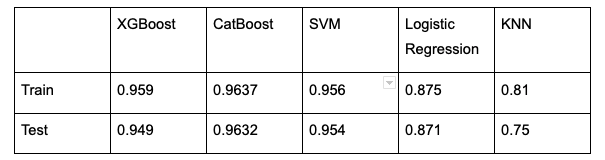 XGBoost CatBoost SVM Logistic Regression KNN
Train 0.959 0.9637 0.956 0.875 0.81
Test 0.949 0.9632 0.954 0.871 0.75